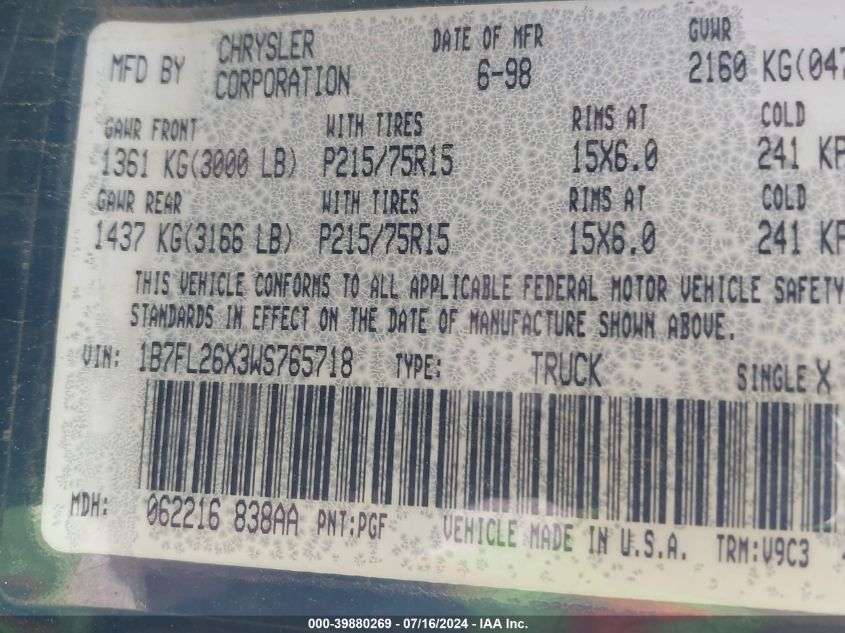 MFD BY CHRYSLER CORPORATION DATE OF MFR 6-98 GVWR 2160 KG(047
GAWR FRONT WITH TIRES RIMS AT COLD
1361 KG(3000 LB) P215/75R15 15X6.0 241 KP
GAWR REAR WITH TIRES RIMS AT COLD
1437 KG(3166 LB) P215/75R15 15X6.0 241 KP
THIS VEHICLE CONFORMS TO ALL APPLICABLE FEDERAL MOTOR VEHICLE SAFETY
STANDARDS IN EFFECT ON THE DATE OF MANUFACTURE SHOWN ABOVE.
VIN: 1B7FL26X3WS765718 TYPE: TRUCK SINGLE X
MDH: 062216 838AA PNT:PGF VEHICLE MADE IN U.S.A. TRM:V9C3
000-39880269 - 07/16/2024 - IAA Inc.